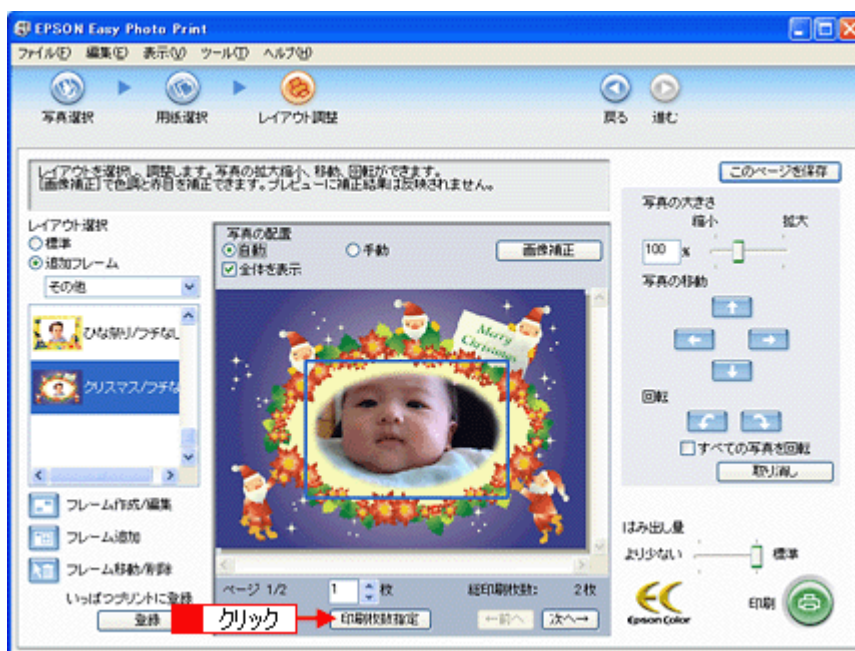 EPSON Easy Photo Print
ファイル(F) 編集(E) 表示(V) ツール(T) ヘルプ(H)
写真選択 用紙選択 レイアウト調整 戻る 進む
レイアウトを選択し、調整します。写真の拡大縮小、移動、回転ができます。
[画像補正]で色調と赤目を補正できます。プレビューに補正結果は反映されません。
このページを保存
レイアウト選択
標準
追加フレーム
その他
ひな祭り/フチなし
クリスマス/フチな
フレーム作成/編集
フレーム追加
フレーム移動/削除
いっぱつプリントに登録
登録
写真の配置
自動 手動 画像補正
全体を表示
Merry
Christmas
ページ 1/2 1 枚 総印刷枚数: 2枚
クリック
印刷枚数指定 ←前へ 次へ→
写真の大きさ
縮小 拡大
100 %
写真の移動
回転
すべての写真を回転
取り消し
はみ出し量
より少ない 標準
Epson Color
印刷